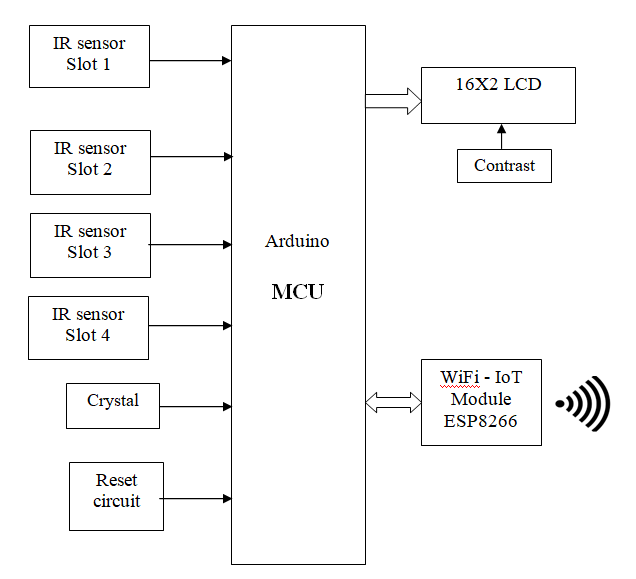 IR sensor
Slot 1
IR sensor
Slot 2
IR sensor
Slot 3
IR sensor
Slot 4
Crystal
Reset
circuit
Arduino
MCU
16X2 LCD
Contrast
WiFi - IoT
Module
ESP8266